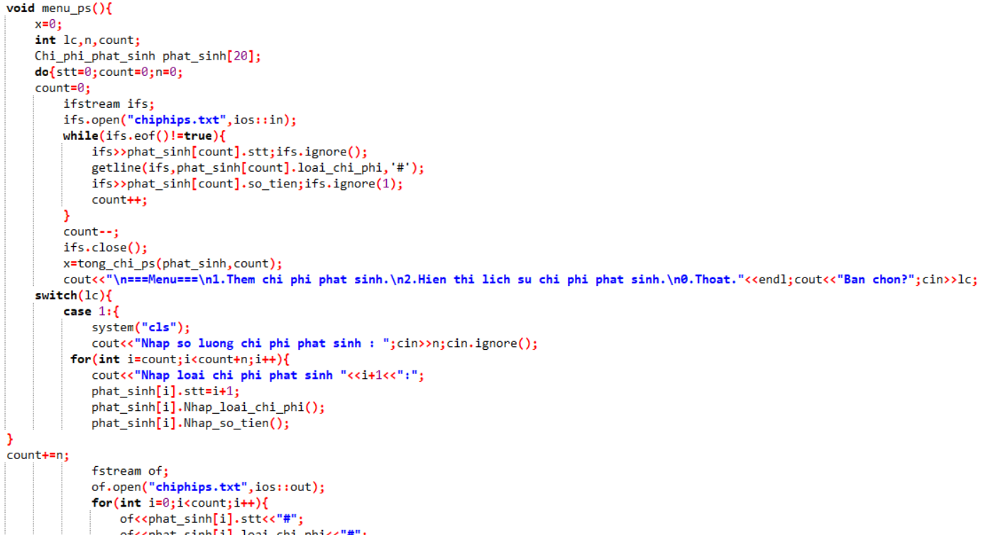 void menu_ps(){
x=0;
int lc,n,count;
Chi_phi_phat_sinh phat_sinh[20];
do{stt=0;count=0;n=0;
count=0;
ifstream ifs;
ifs.open("chiphips.txt",ios::in);
while(ifs.eof()!=true){
ifs>>phat_sinh[count].stt;ifs.ignore();
getline(ifs,phat_sinh[count].loai_chi_phi,'#');
ifs>>phat_sinh[count].so_tien;ifs.ignore(1);
count++;
}
count--;
ifs.close();
x=tong_chi_ps(phat_sinh,count);
cout<<"\n===Menu===\n1.Them chi phi phat sinh.\n2.Hien thi lich su chi phi phat sinh.\n0.Thoat."<<endl;cout<<"Ban chon?";cin>>lc;
switch(lc){
case 1:{
system("cls");
cout<<"Nhap so luong chi phi phat sinh : ";cin>>n;cin.ignore();
for(int i=count;i<count+n;i++){
cout<<"Nhap loai chi phi phat sinh "<<i+1<<":";
phat_sinh[i].stt=i+1;
phat_sinh[i].Nhap_loai_chi_phi();
phat_sinh[i].Nhap_so_tien();
}
count+=n;
fstream of;
of.open("chiphips.txt",ios::out);
for(int i=0;i<count;i++){
of<<phat_sinh[i].stt<<"#";
of<<phat_sinh[i].loai_chi_phi<<"#";